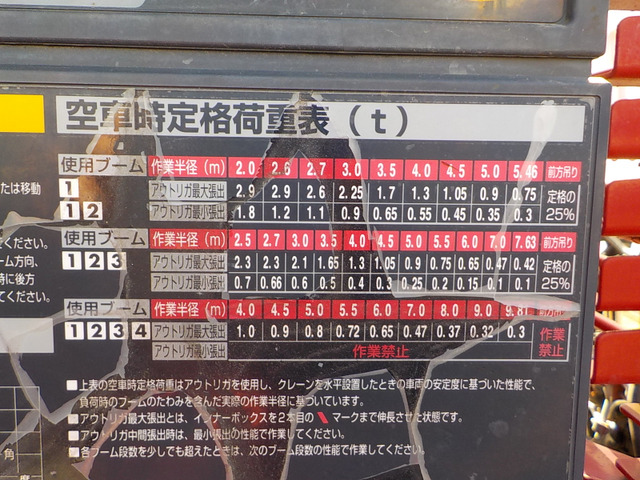 空車時定格荷重表（t）
使用ブーム 作業半径（m） 2.0 2.6 2.7 3.0 3.5 4.0 4.5 5.0 5.46 前方吊り
1 アウトリガ最大張出 2.9 2.9 2.6 2.25 1.7 1.3 1.05 0.9 0.75 定格の
12 アウトリガ最小張出 1.8 1.2 1.1 0.9 0.65 0.55 0.45 0.35 0.3 25%
使用ブーム 作業半径（m） 2.5 2.7 3.0 3.5 4.0 4.5 5.0 5.5 6.0 7.0 7.63 前方吊り
123 アウトリガ最大張出 2.3 2.3 2.1 1.65 1.3 1.05 0.9 0.75 0.65 0.47 0.42 定格の
アウトリガ最小張出 0.7 0.66 0.6 0.5 0.4 0.3 0.25 0.2 0.15 0.1 0.1 25%
使用ブーム 作業半径（m） 4.0 4.5 5.0 5.5 6.0 7.0 8.0 9.0 9.81 前方吊り
1234 アウトリガ最大張出 1.0 0.9 0.8 0.72 0.65 0.47 0.37 0.32 0.3 作業
アウトリガ最小張出 作業禁止 禁止
たは移動
てください。
ーム方向、
時に後方
てください。
■上表の空車時定格荷重はアウトリガを使用し、クレーンを水平設置したときの車両の安定度に基づいた性能で、
負荷時のブームのたわみを含んだ実際の作業半径に基づいています。
■アウトリガ最大張出とは、インナーボックスを2本目の マークまで伸長させた状態です。
■アウトリガ中間張出時は、最小張出の性能で作業してください。
■各ブーム段数を少しでも超えたときは、次のブーム段数の性能で作業してください。
角